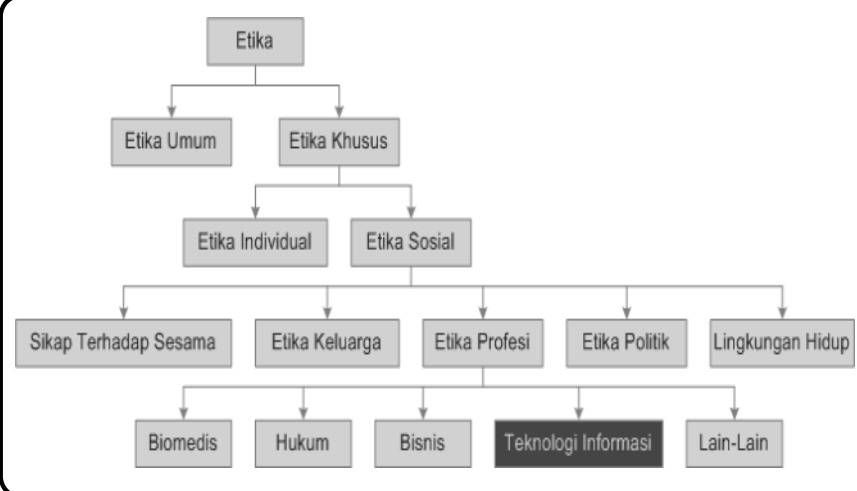 Etika
Etika Umum
Etika Khusus
Etika Individual
Etika Sosial
Sikap Terhadap Sesama
Etika Keluarga
Etika Profesi
Etika Politik
Lingkungan Hidup
Biomedis
Hukum
Bisnis
Teknologi Informasi
Lain-Lain